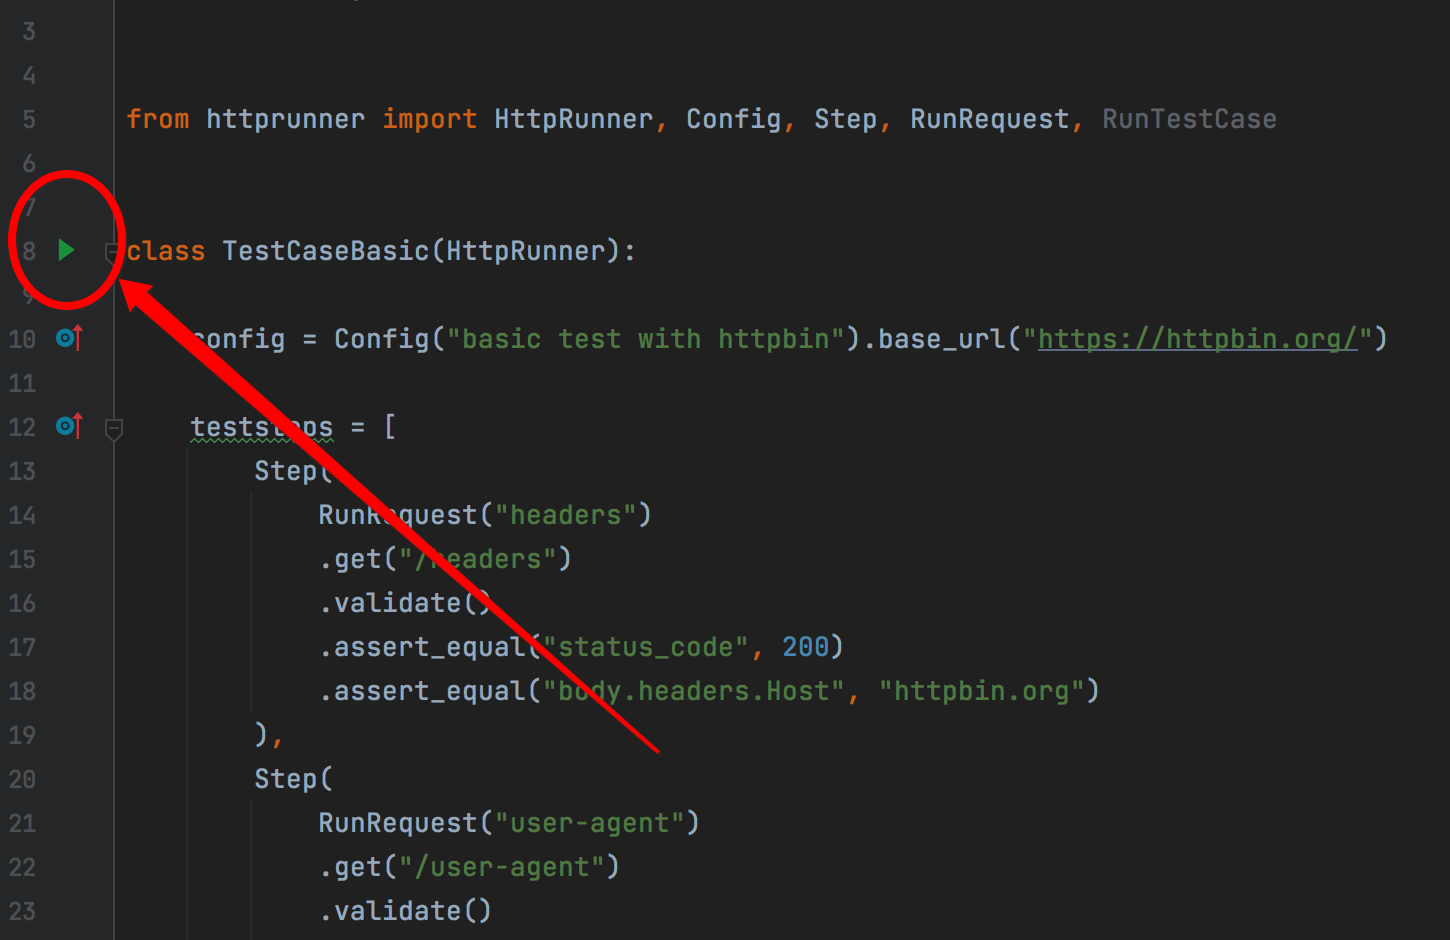 3
4
5 from httprunner import HttpRunner, Config, Step, RunRequest, RunTestCase
6
7
8 class TestCaseBasic(HttpRunner):
9
10 config = Config("basic test with httpbin").base_url("https://httpbin.org/")
11
12 teststeps = [
13 Step(
14 RunRequest("headers")
15 .get("/headers")
16 .validate()
17 .assert_equal("status_code", 200)
18 .assert_equal("body.headers.Host", "httpbin.org")
19 ),
20 Step(
21 RunRequest("user-agent")
22 .get("/user-agent")
23 .validate()